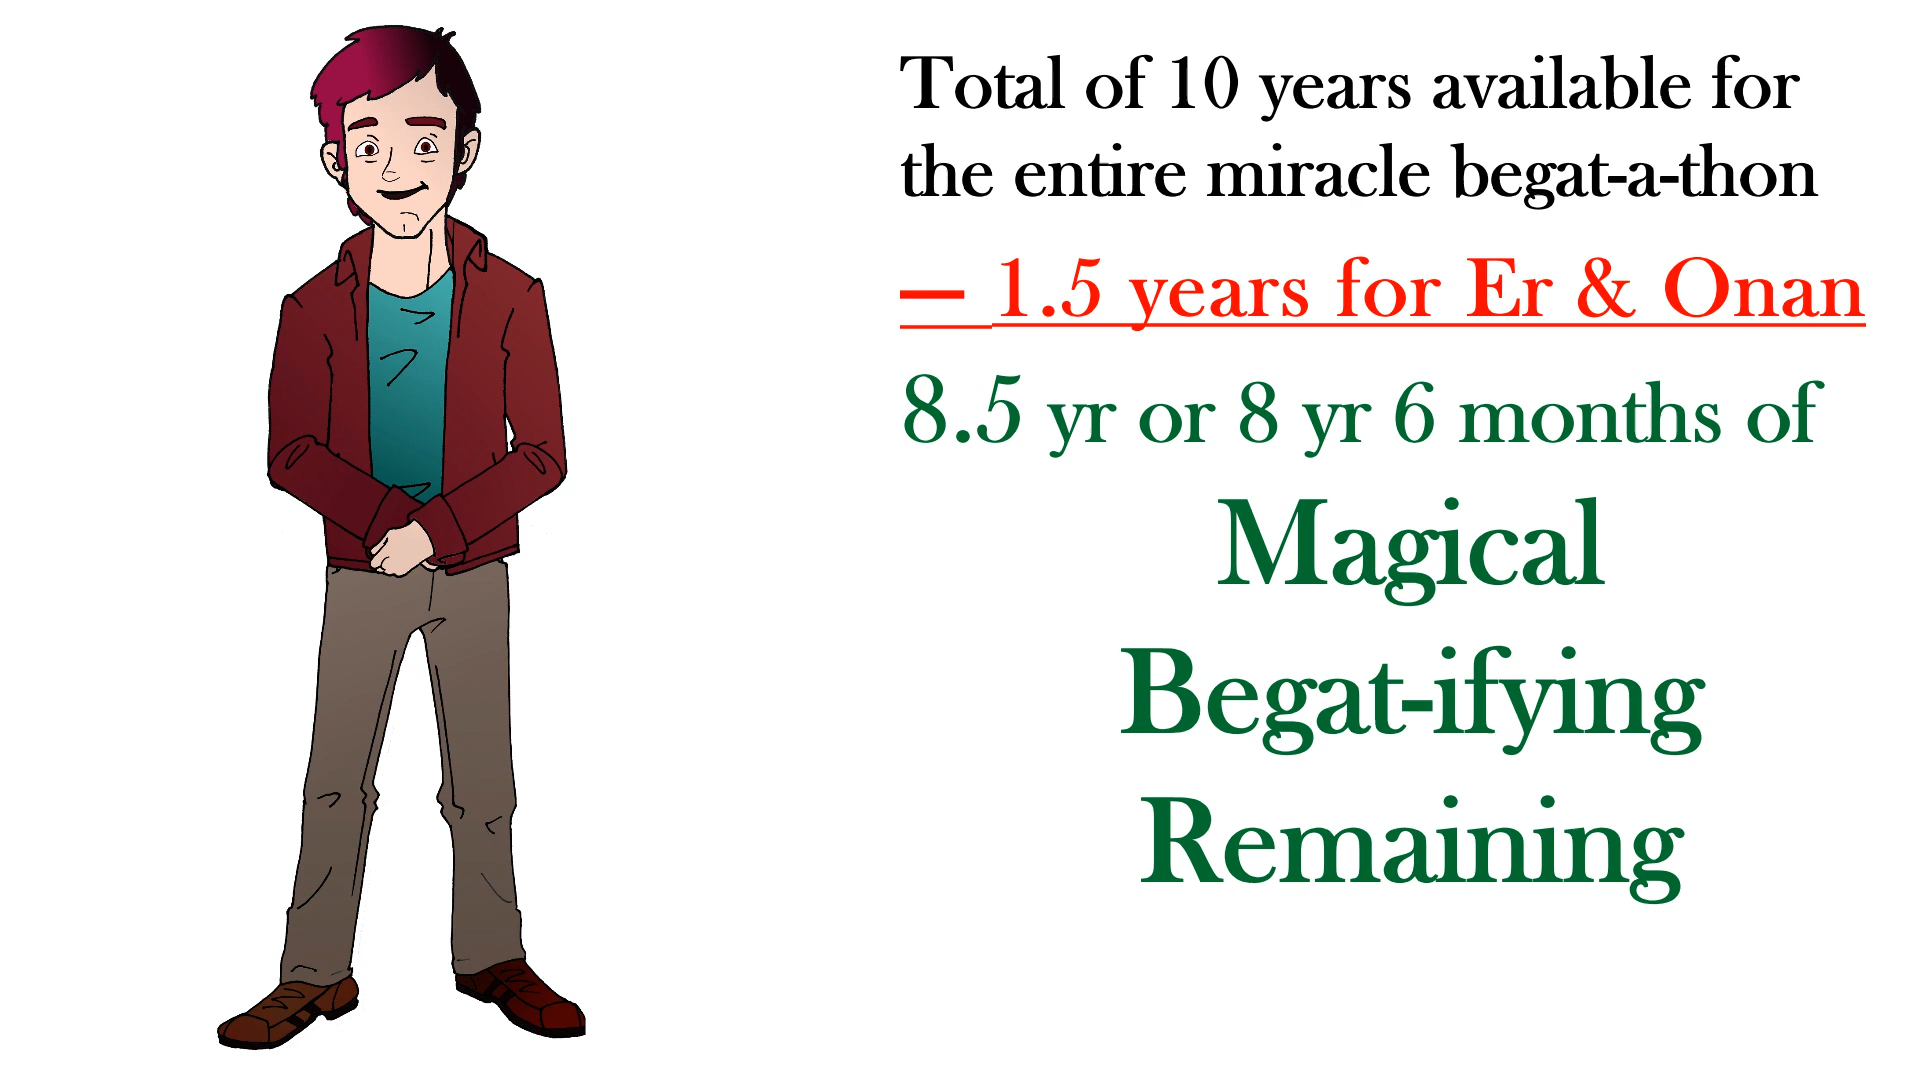 Total of 10 years available for
the entire miracle begat-a-thon
— 1.5 years for Er & Onan
8.5 yr or 8 yr 6 months of
Magical
Begat-ifying
Remaining